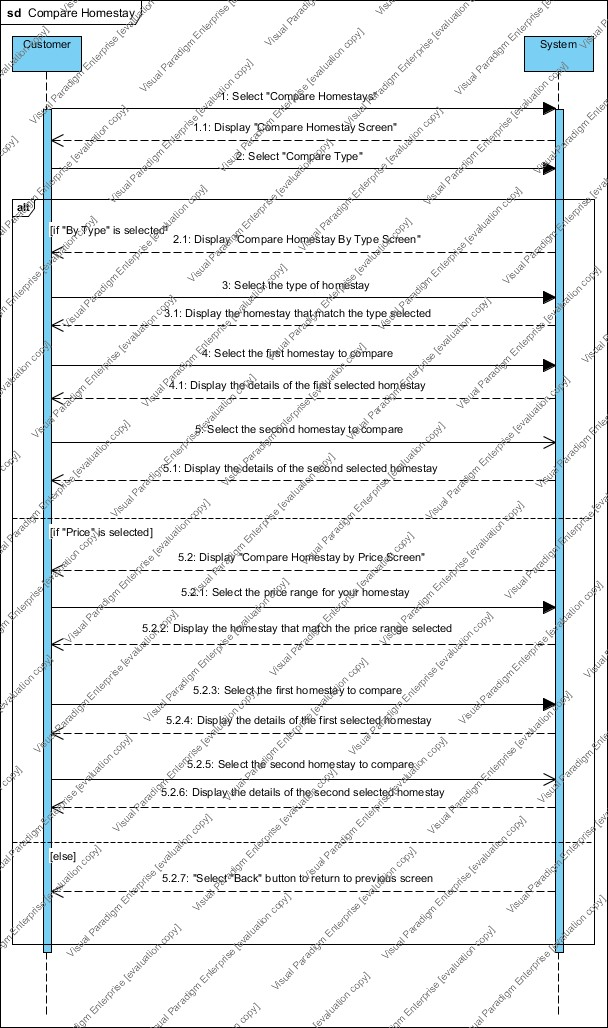 sd Compare Homestay
Customer
System
1: Select "Compare Homestays"
1.1: Display "Compare Homestay Screen"
2: Select "Compare Type"
alt
[if "By Type" is selected]
2.1: Display "Compare Homestay By Type Screen"
3: Select the type of homestay
3.1: Display the homestay that match the type selected
4: Select the first homestay to compare
4.1: Display the details of the first selected homestay
5: Select the second homestay to compare
5.1: Display the details of the second selected homestay
[if "Price" is selected]
5.2: Display "Compare Homestay by Price Screen"
5.2.1: Select the price range for your homestay
5.2.2: Display the homestay that match the price range selected
5.2.3: Select the first homestay to compare
5.2.4: Display the details of the first selected homestay
5.2.5: Select the second homestay to compare
5.2.6: Display the details of the second selected homestay
[else]
5.2.7: "Select "Back" button to return to previous screen
Visual Paradigm Enterprise [evaluation copy]